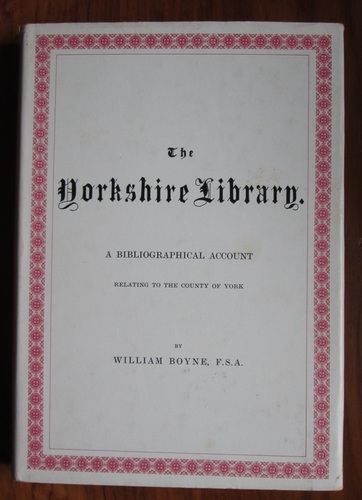 The
Yorkshire Library.
A BIBLIOGRAPHICAL ACCOUNT
RELATING TO THE COUNTY OF YORK
BY
WILLIAM BOYNE, F.S.A.